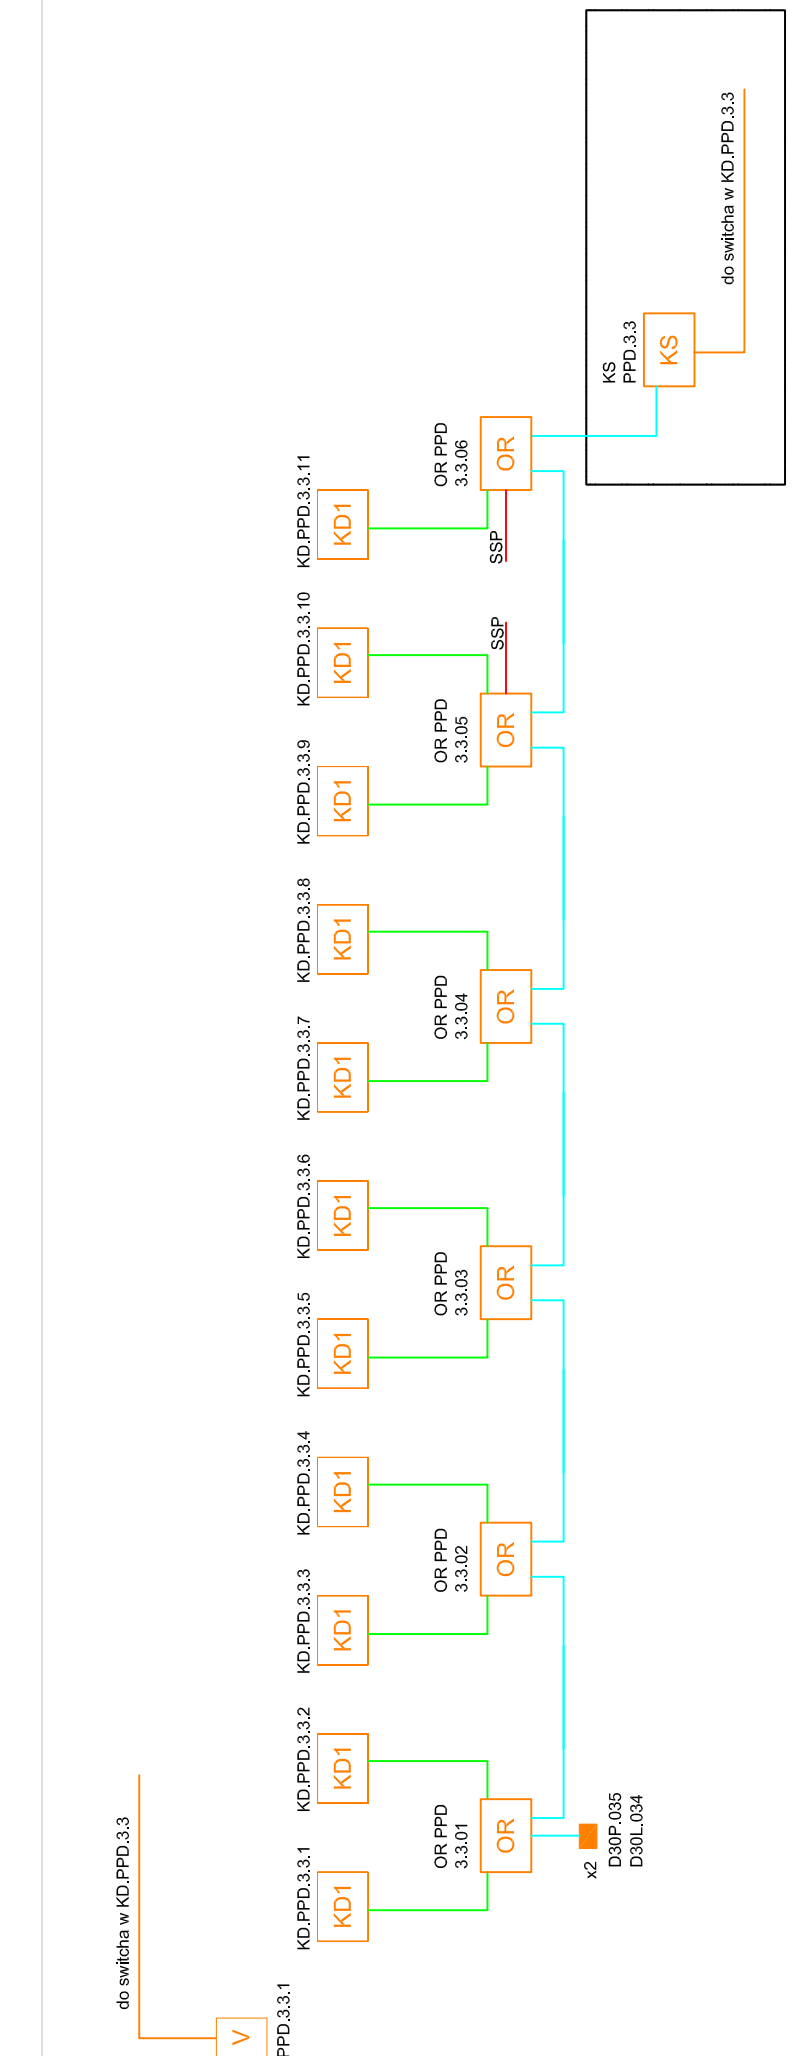 do switcha w KD.PPD.3.3
V
PPD.3.3.1
KD.PPD.3.3.1
KD1
KD.PPD.3.3.2
KD1
KD.PPD.3.3.3
KD1
KD.PPD.3.3.4
KD1
KD.PPD.3.3.5
KD1
KD.PPD.3.3.6
KD1
KD.PPD.3.3.7
KD1
KD.PPD.3.3.8
KD1
KD.PPD.3.3.9
KD1
KD.PPD.3.3.10
KD1
KD.PPD.3.3.11
KD1
OR PPD
3.3.01
OR
OR PPD
3.3.02
OR
OR PPD
3.3.03
OR
OR PPD
3.3.04
OR
OR PPD
3.3.05
OR
SSP
SSP
OR PPD
3.3.06
OR
x2
D30P.035
D30L.034
KS
PPD.3.3
KS
do switcha w KD.PPD.3.3